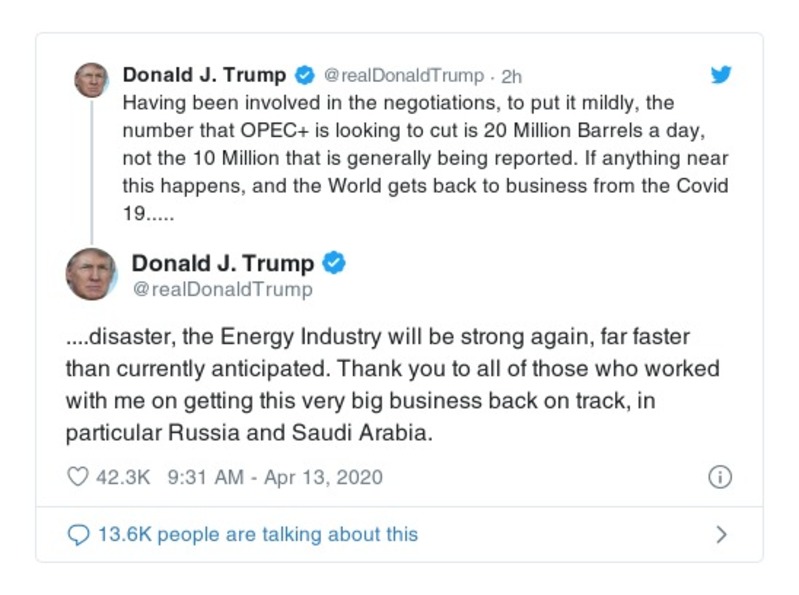 Donald J. Trump @realDonaldTrump · 2h
Having been involved in the negotiations, to put it mildly, the
number that OPEC+ is looking to cut is 20 Million Barrels a day,
not the 10 Million that is generally being reported. If anything near
this happens, and the World gets back to business from the Covid
19.....
Donald J. Trump
@realDonaldTrump
....disaster, the Energy Industry will be strong again, far faster
than currently anticipated. Thank you to all of those who worked
with me on getting this very big business back on track, in
particular Russia and Saudi Arabia.
42.3K 9:31 AM - Apr 13, 2020
13.6K people are talking about this